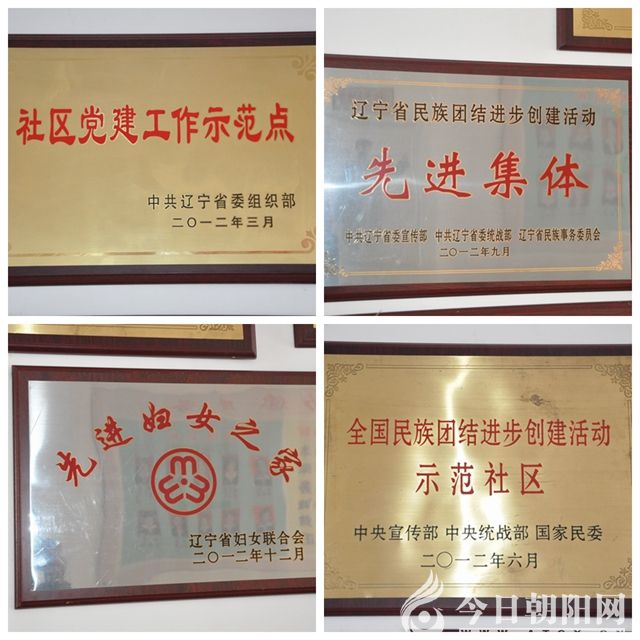 社区党建工作示范点
中共辽宁省委组织部
二〇一二年三月
辽宁省民族团结进步创建活动
先进集体
中共辽宁省委宣传部 中共辽宁省委统战部 辽宁省民族事务委员会
二〇一二年九月
先进妇女之家
辽宁省妇女联合会
二〇一二年十二月
全国民族团结进步创建活动
示范社区
中央宣传部 中央统战部 国家民委
二〇一二年六月
今日朝阳网